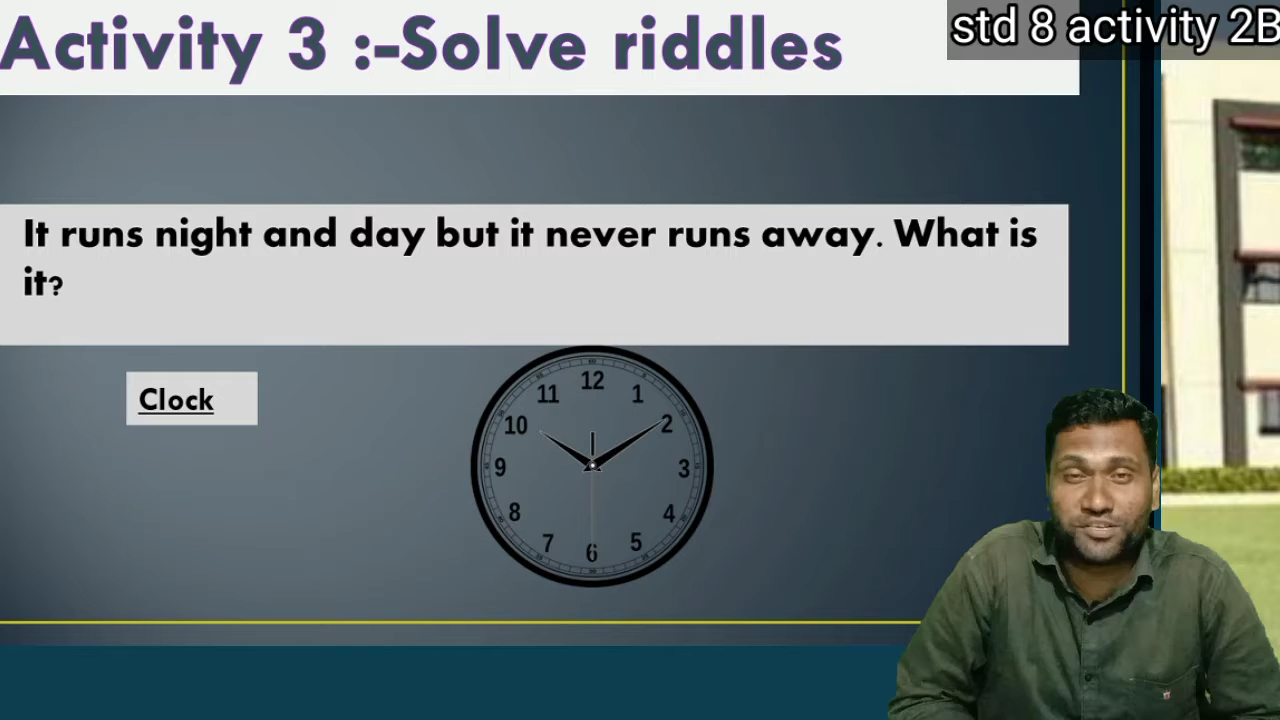 Activity 3 :-Solve riddles
std 8 activity 2B
It runs night and day but it never runs away. What is
it?
Clock
12
11
1
10
2
9
3
8
4
7
5
6